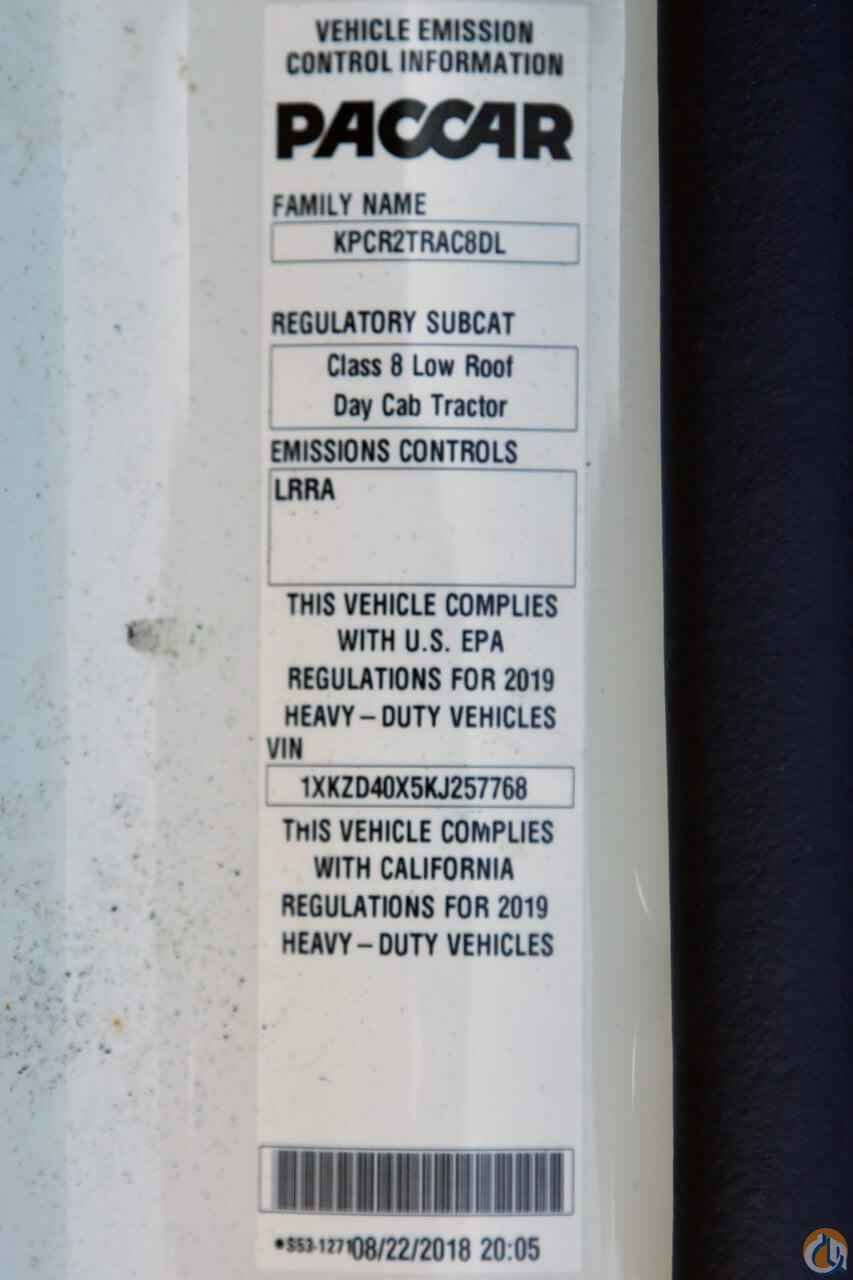 VEHICLE EMISSION
CONTROL INFORMATION
PACCAR
FAMILY NAME
KPCR2TRAC8DL
REGULATORY SUBCAT
Class 8 Low Roof
Day Cab Tractor
EMISSIONS CONTROLS
LRRA
THIS VEHICLE COMPLIES
WITH U.S. EPA
REGULATIONS FOR 2019
HEAVY – DUTY VEHICLES
VIN
1XKZD40X5KJ257768
THIS VEHICLE COMPLIES
WITH CALIFORNIA
REGULATIONS FOR 2019
HEAVY – DUTY VEHICLES
*S53-1271 08/22/2018 20:05